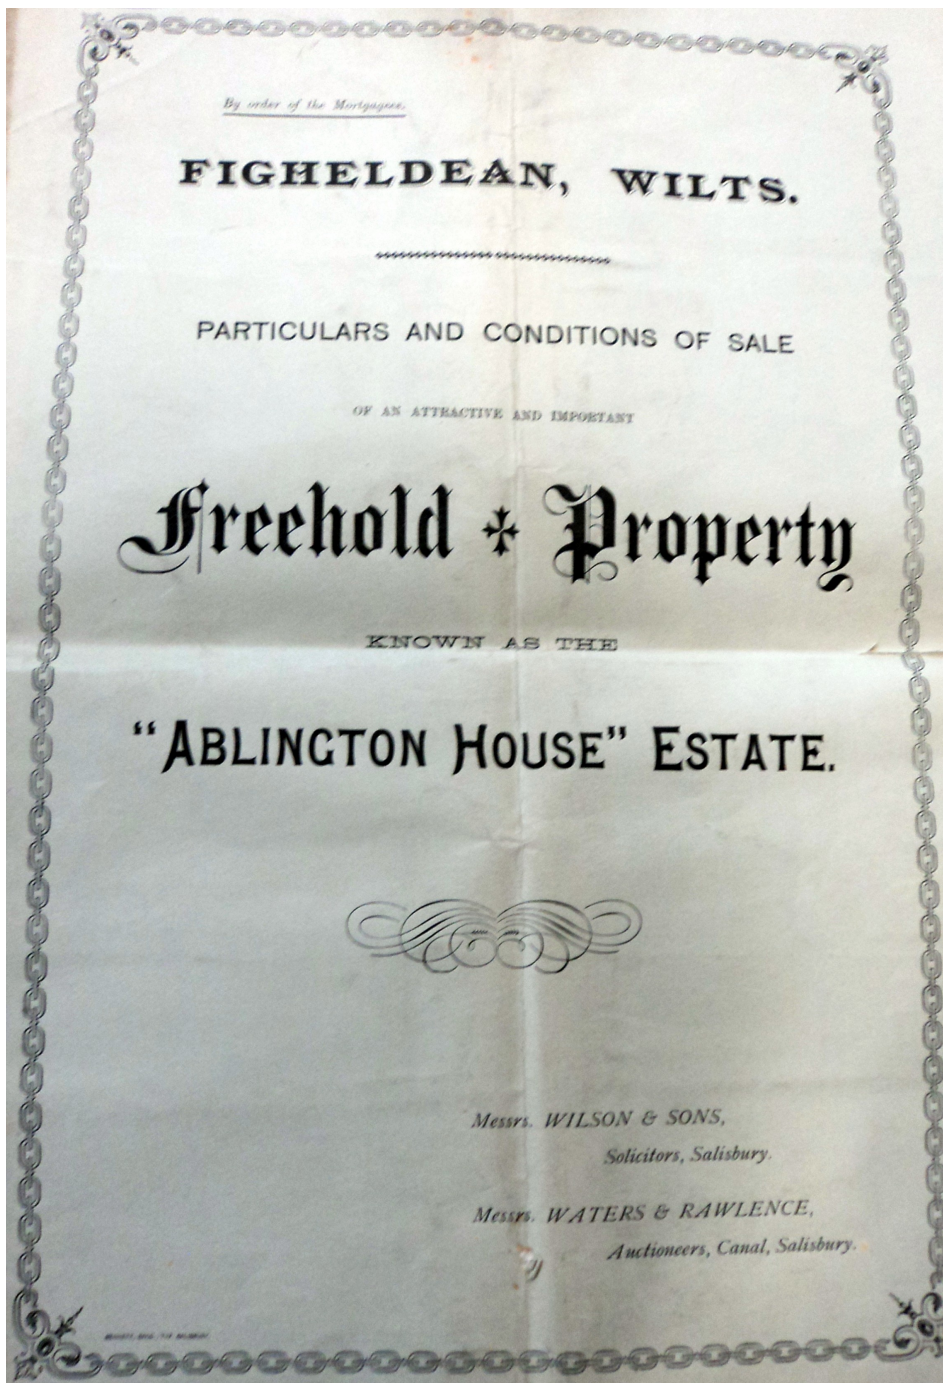 By order of the Mortgagees.
FIGHELDEAN, WILTS.
PARTICULARS AND CONDITIONS OF SALE
OF AN ATTRACTIVE AND IMPORTANT
Freehold Property
KNOWN AS THE
"ABLINGTON HOUSE" ESTATE.
Messrs. WILSON & SONS,
Solicitors, Salisbury.
Messrs. WATERS & RAWLENCE,
Auctioneers, Canal, Salisbury.